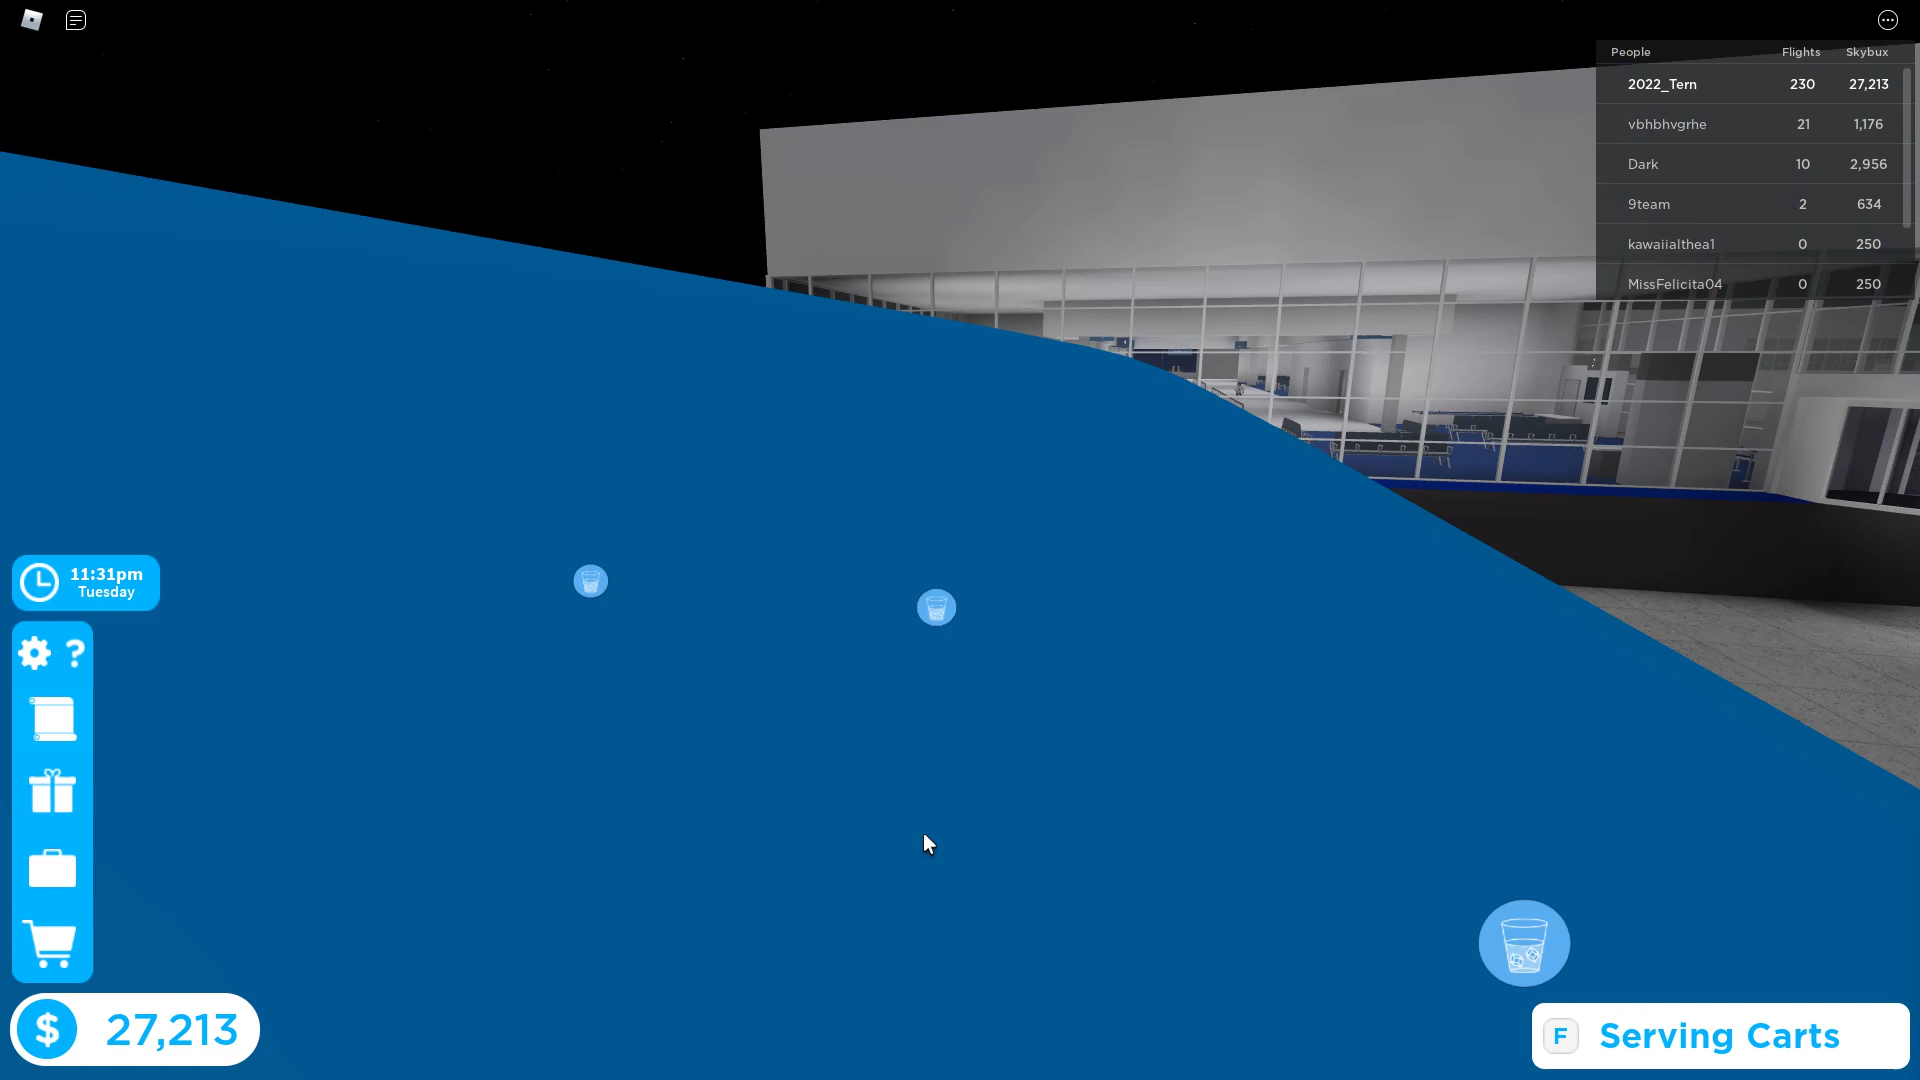 People Flights Skybux
2022_Tern 230 27,213
vbhbhvgrhe 21 1,176
Dark 10 2,956
9team 2 634
kawaiialthea1 0 250
MissFelicita04 0 250
11:31pm
Tuesday
?
$ 27,213
F Serving Carts